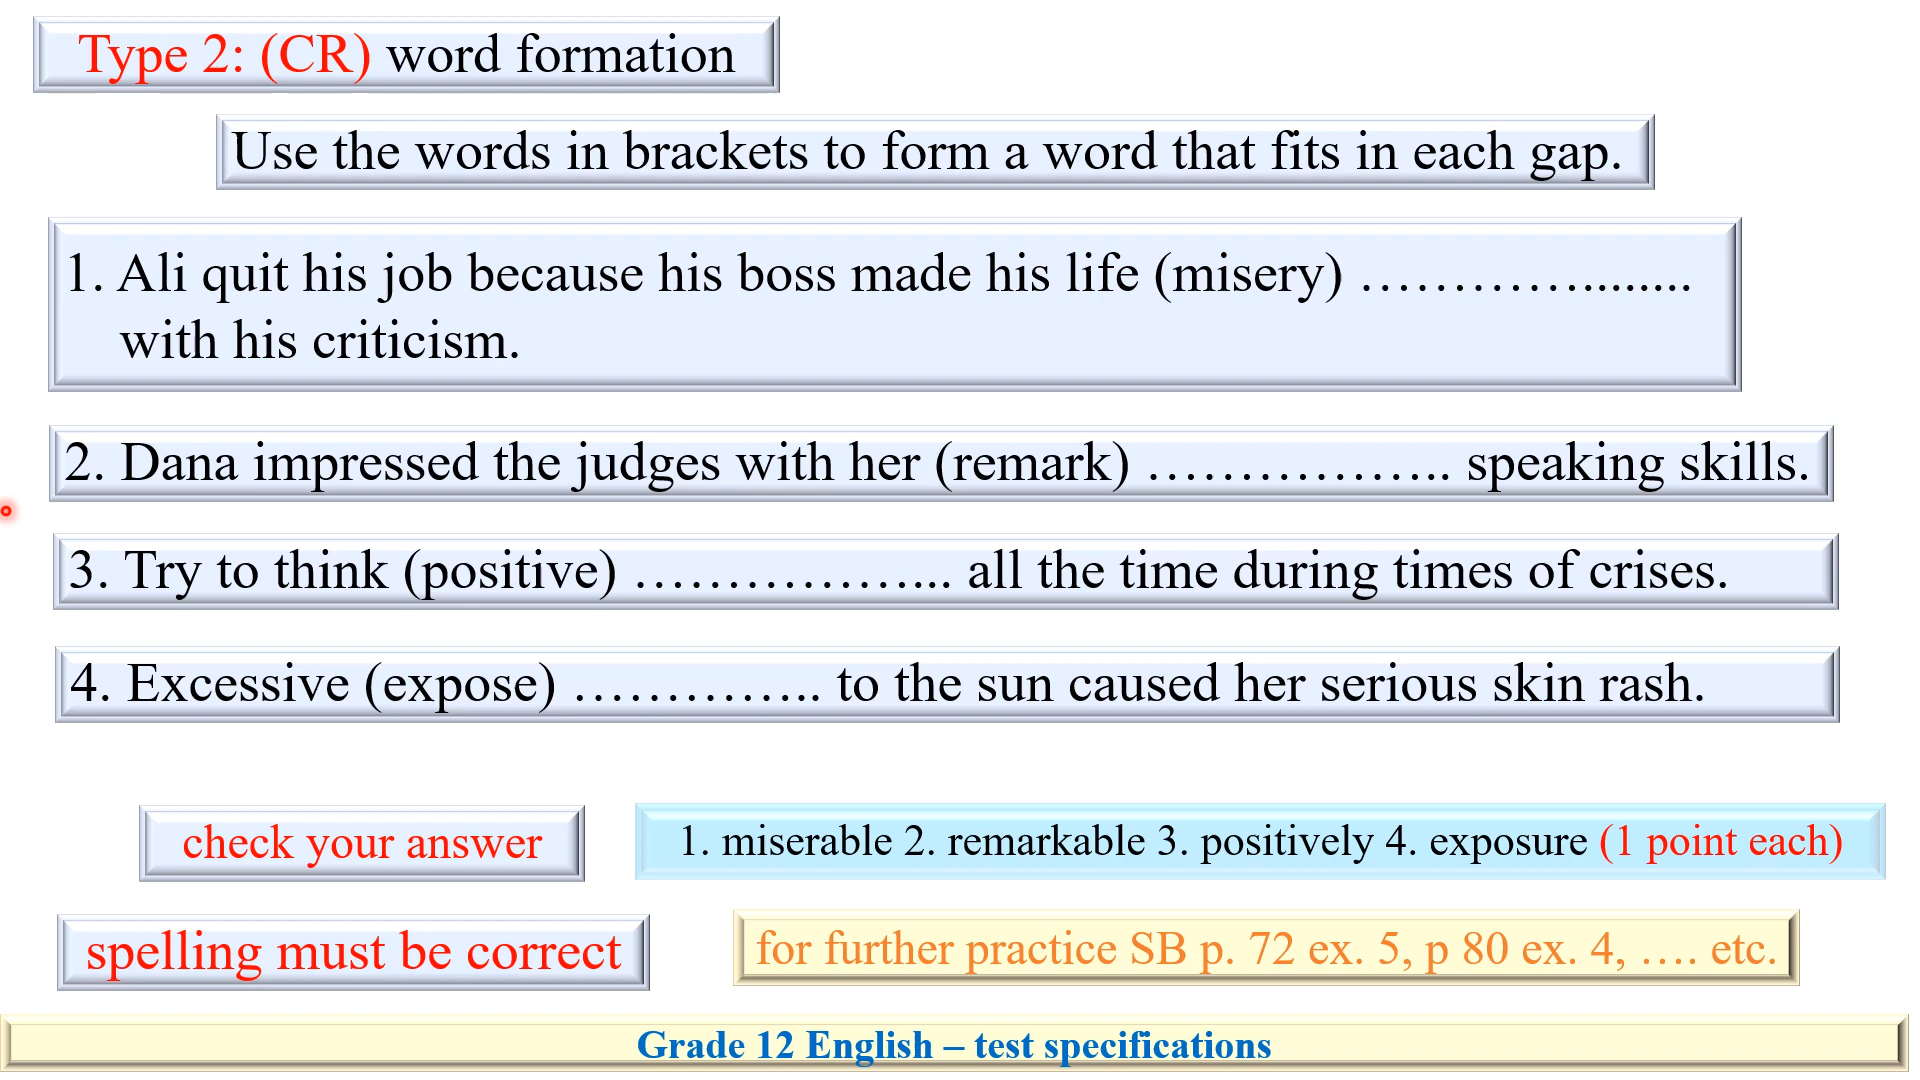 Type 2: (CR) word formation
Use the words in brackets to form a word that fits in each gap.
1. Ali quit his job because his boss made his life (misery) …………........
with his criticism.
2. Dana impressed the judges with her (remark) …………….. speaking skills.
3. Try to think (positive) ……………... all the time during times of crises.
4. Excessive (expose) ………….. to the sun caused her serious skin rash.
check your answer
1. miserable 2. remarkable 3. positively 4. exposure (1 point each)
spelling must be correct
for further practice SB p. 72 ex. 5, p 80 ex. 4, …. etc.
Grade 12 English – test specifications